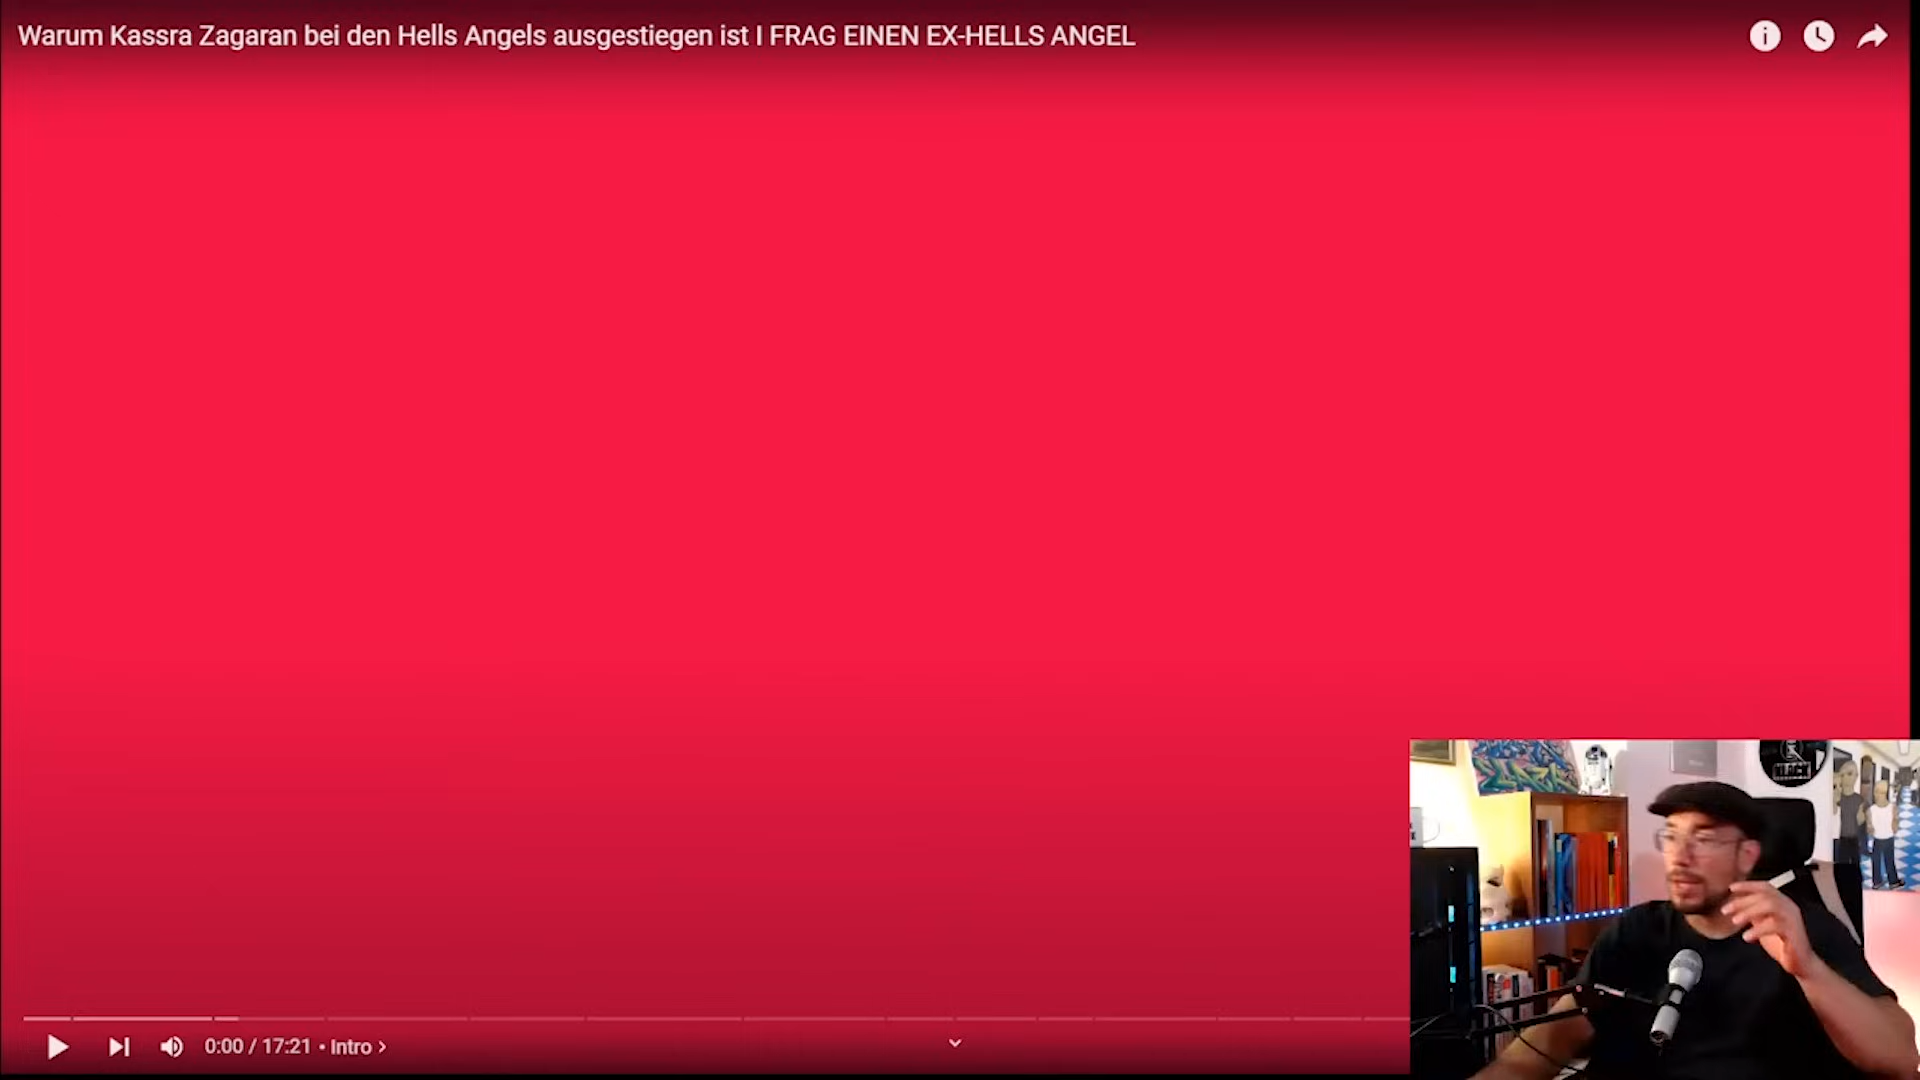 Warum Kassra Zagaran bei den Hells Angels ausgestiegen ist I FRAG EINEN EX-HELLS ANGEL
0:00 / 17:21 • Intro ›
BLACK